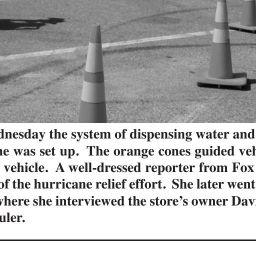 dnesday the system of dispensing water and
ne was set up. The orange cones guided veh
vehicle. A well-dressed reporter from Fox
of the hurricane relief effort. She later went
where she interviewed the store's owner Davi
uler.